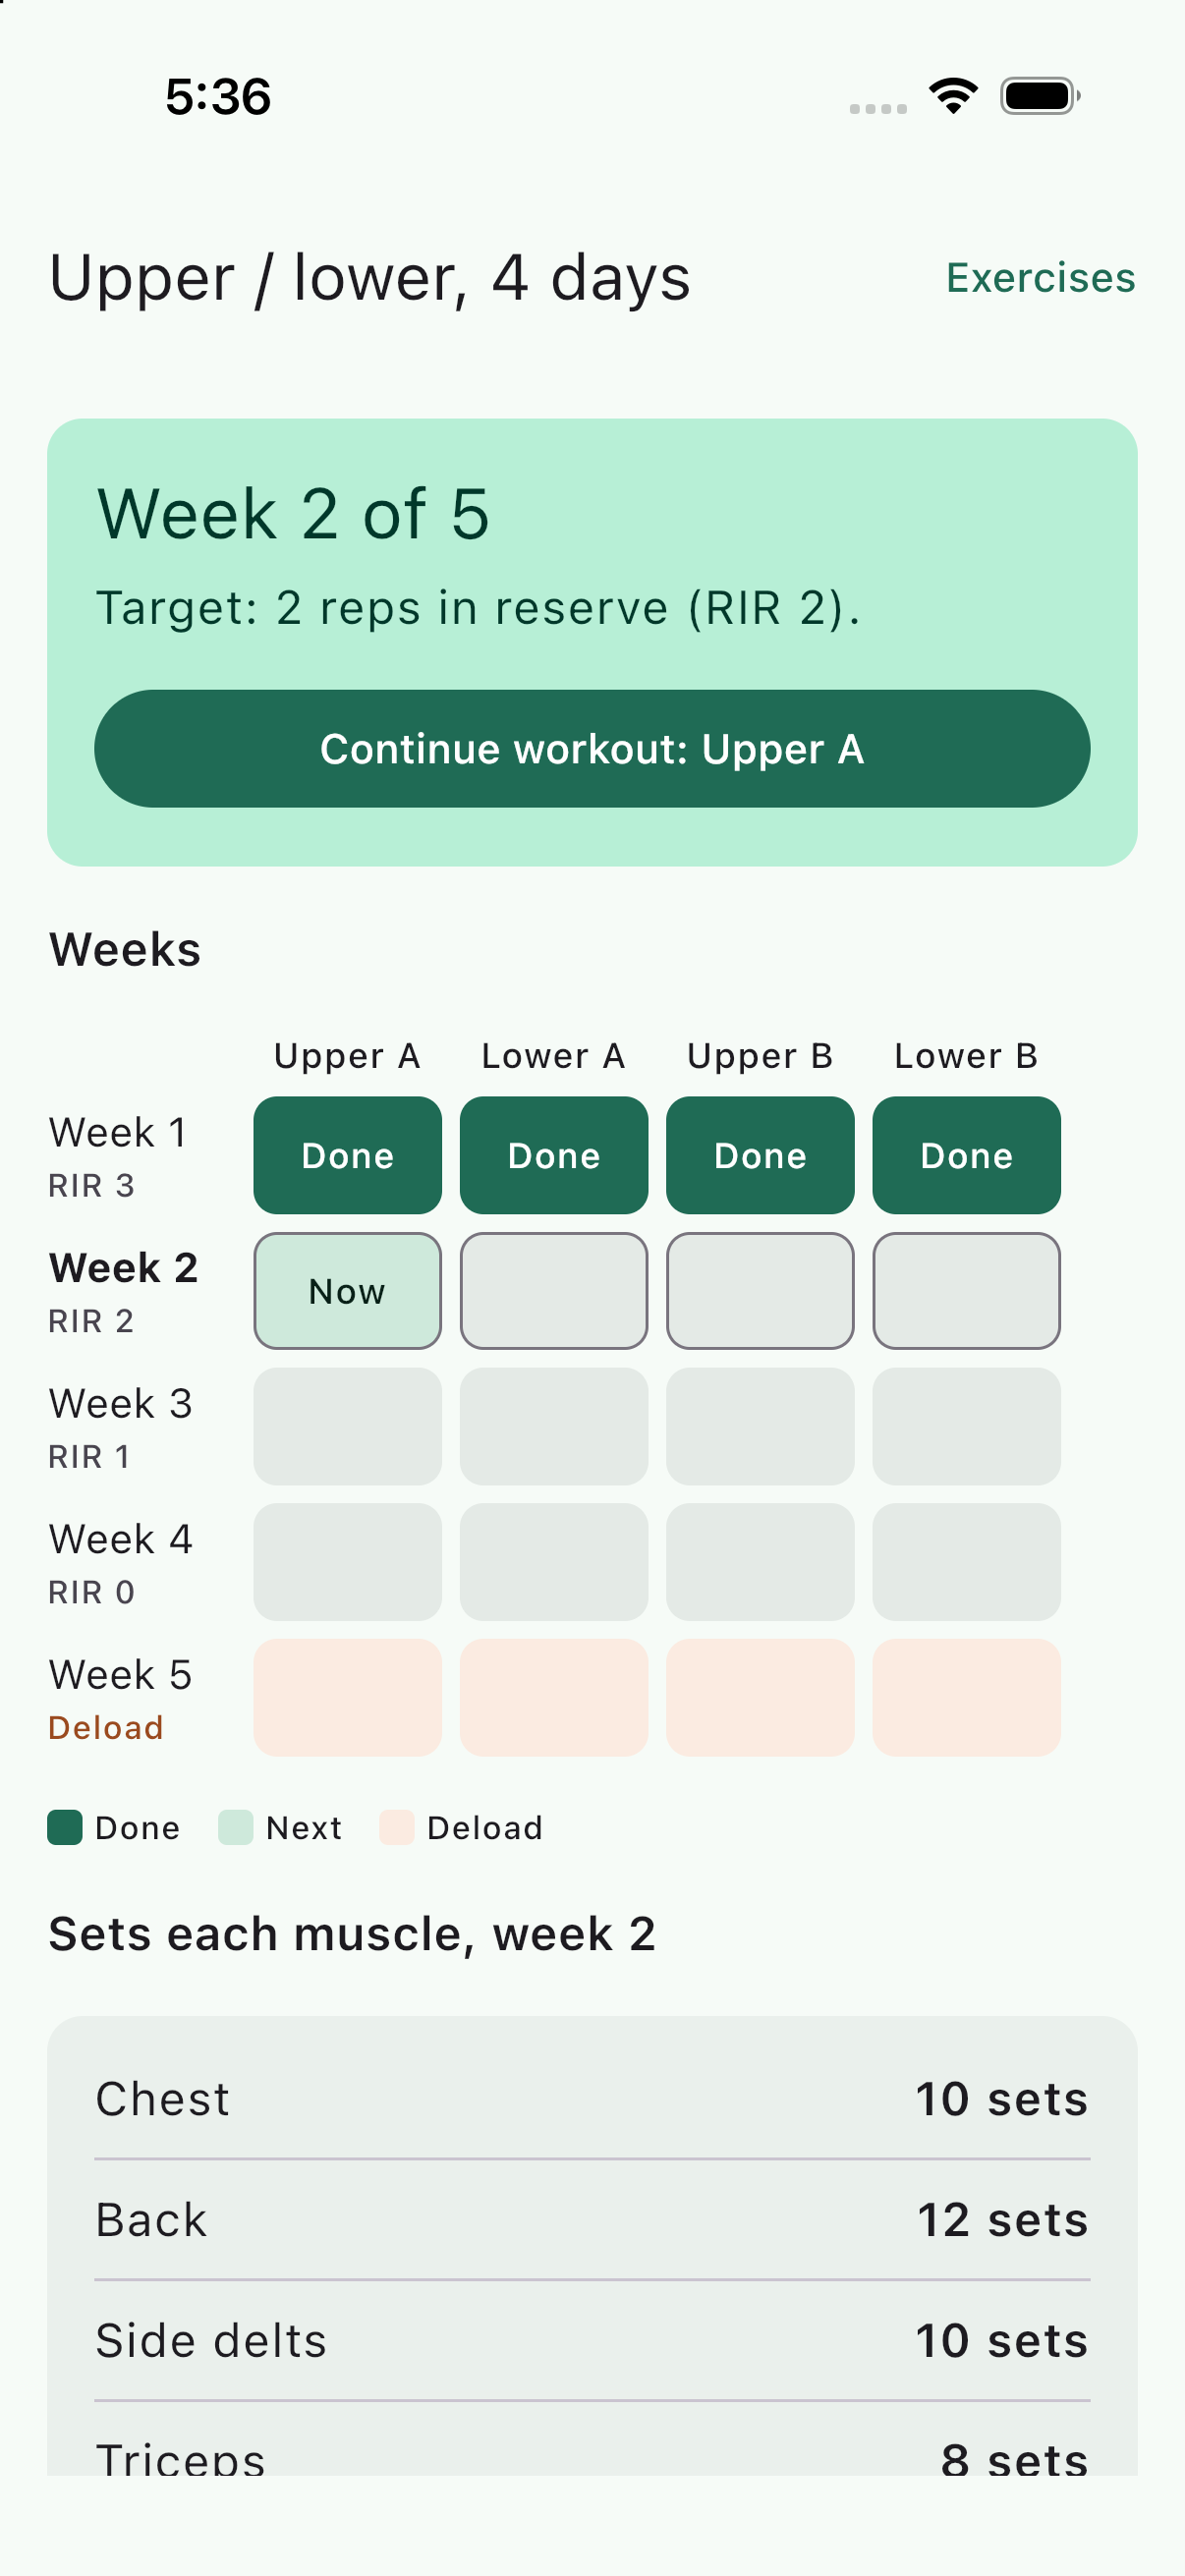 5:36
Upper / lower, 4 days
Exercises
Week 2 of 5
Target: 2 reps in reserve (RIR 2).
Continue workout: Upper A
Weeks
Upper A Lower A Upper B Lower B
Week 1
RIR 3
Done Done Done Done
Week 2
RIR 2
Now
Week 3
RIR 1
Week 4
RIR 0
Week 5
Deload
Done Next Deload
Sets each muscle, week 2
Chest 10 sets
Back 12 sets
Side delts 10 sets
Triceps 8 sets